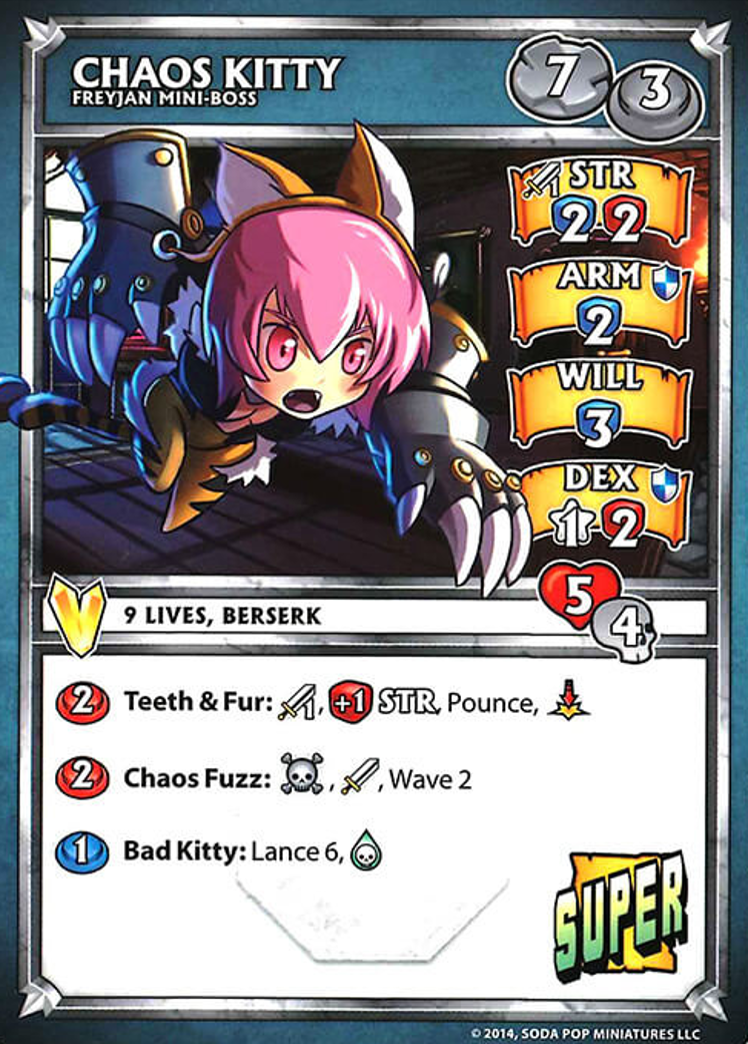 CHAOS KITTY
FREYJAN MINI-BOSS
7 3
STR
2 2
ARM
2
WILL
3
DEX
1 2
5
4
9 LIVES, BERSERK
2 Teeth & Fur: , +1 STR, Pounce,
2 Chaos Fuzz: , , Wave 2
1 Bad Kitty: Lance 6,
SUPER
© 2014, SODA POP MINIATURES LLC